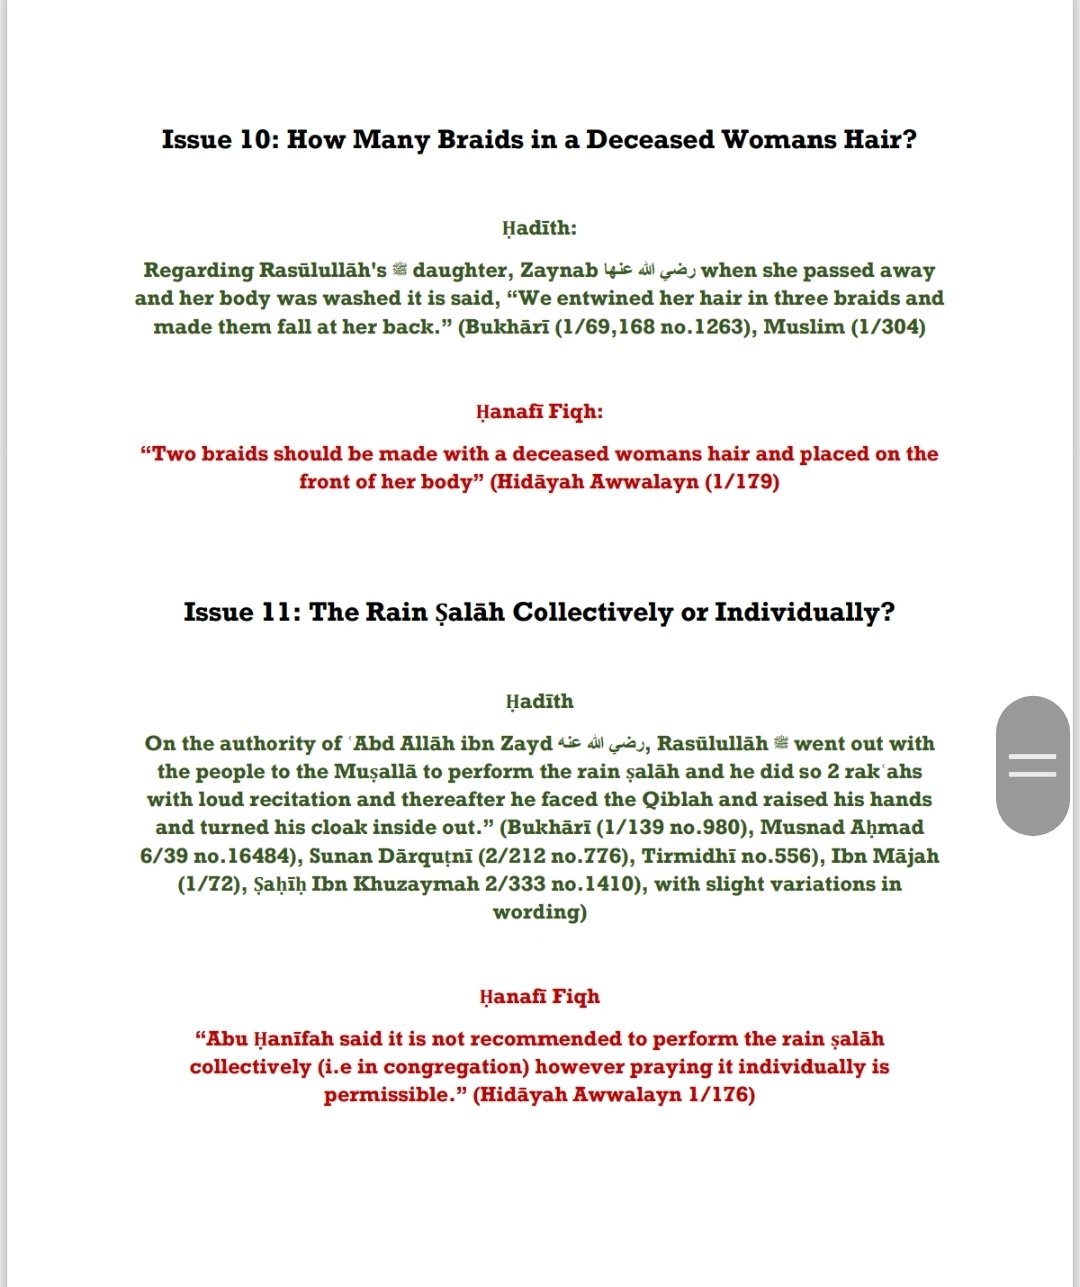 Issue 10: How Many Braids in a Deceased Womans Hair?
Ḥadīth:
Regarding Rasūlullāh's ﷺ daughter, Zaynab رضي الله عنها when she passed away
and her body was washed it is said, “We entwined her hair in three braids and
made them fall at her back.” (Bukhārī (1/69,168 no.1263), Muslim (1/304)
Ḥanafī Fiqh:
“Two braids should be made with a deceased womans hair and placed on the
front of her body” (Hidāyah Awwalayn (1/179)
Issue 11: The Rain Ṣalāh Collectively or Individually?
Ḥadīth
On the authority of ʿAbd Allāh ibn Zayd رضي الله عنه, Rasūlullāh ﷺ went out with
the people to the Muṣallā to perform the rain ṣalāh and he did so 2 rakʿahs
with loud recitation and thereafter he faced the Qiblah and raised his hands
and turned his cloak inside out.” (Bukhārī (1/139 no.980), Musnad Aḥmad
6/39 no.16484), Sunan Dārquṭnī (2/212 no.776), Tirmidhī no.556), Ibn Mājah
(1/72), Ṣaḥīḥ Ibn Khuzaymah 2/333 no.1410), with slight variations in
wording)
Ḥanafī Fiqh
“Abu Ḥanīfah said it is not recommended to perform the rain ṣalāh
collectively (i.e in congregation) however praying it individually is
permissible.” (Hidāyah Awwalayn 1/176)